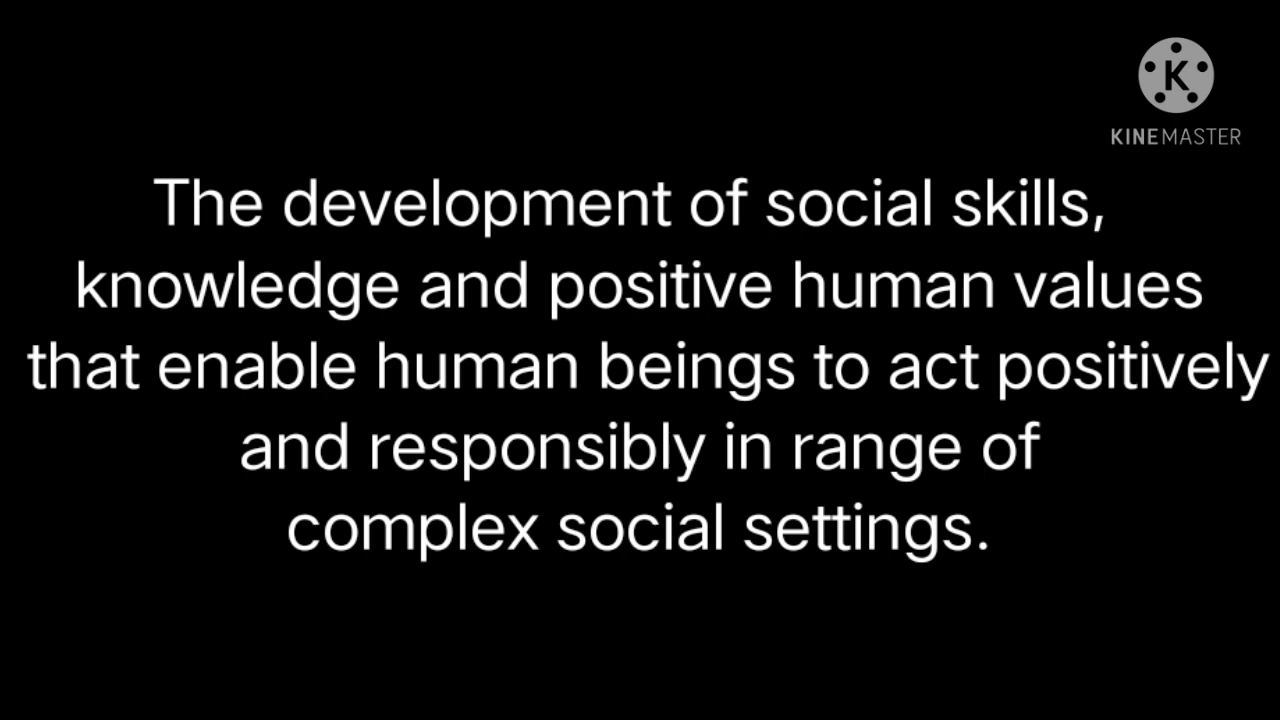 KINEMASTER
The development of social skills,
knowledge and positive human values
that enable human beings to act positively
and responsibly in range of
complex social settings.